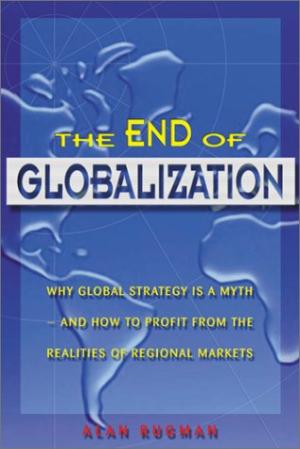 THE END OF
GLOBALIZATION
WHY GLOBAL STRATEGY IS A MYTH
– AND HOW TO PROFIT FROM THE
REALITIES OF REGIONAL MARKETS
ALAN RUGMAN